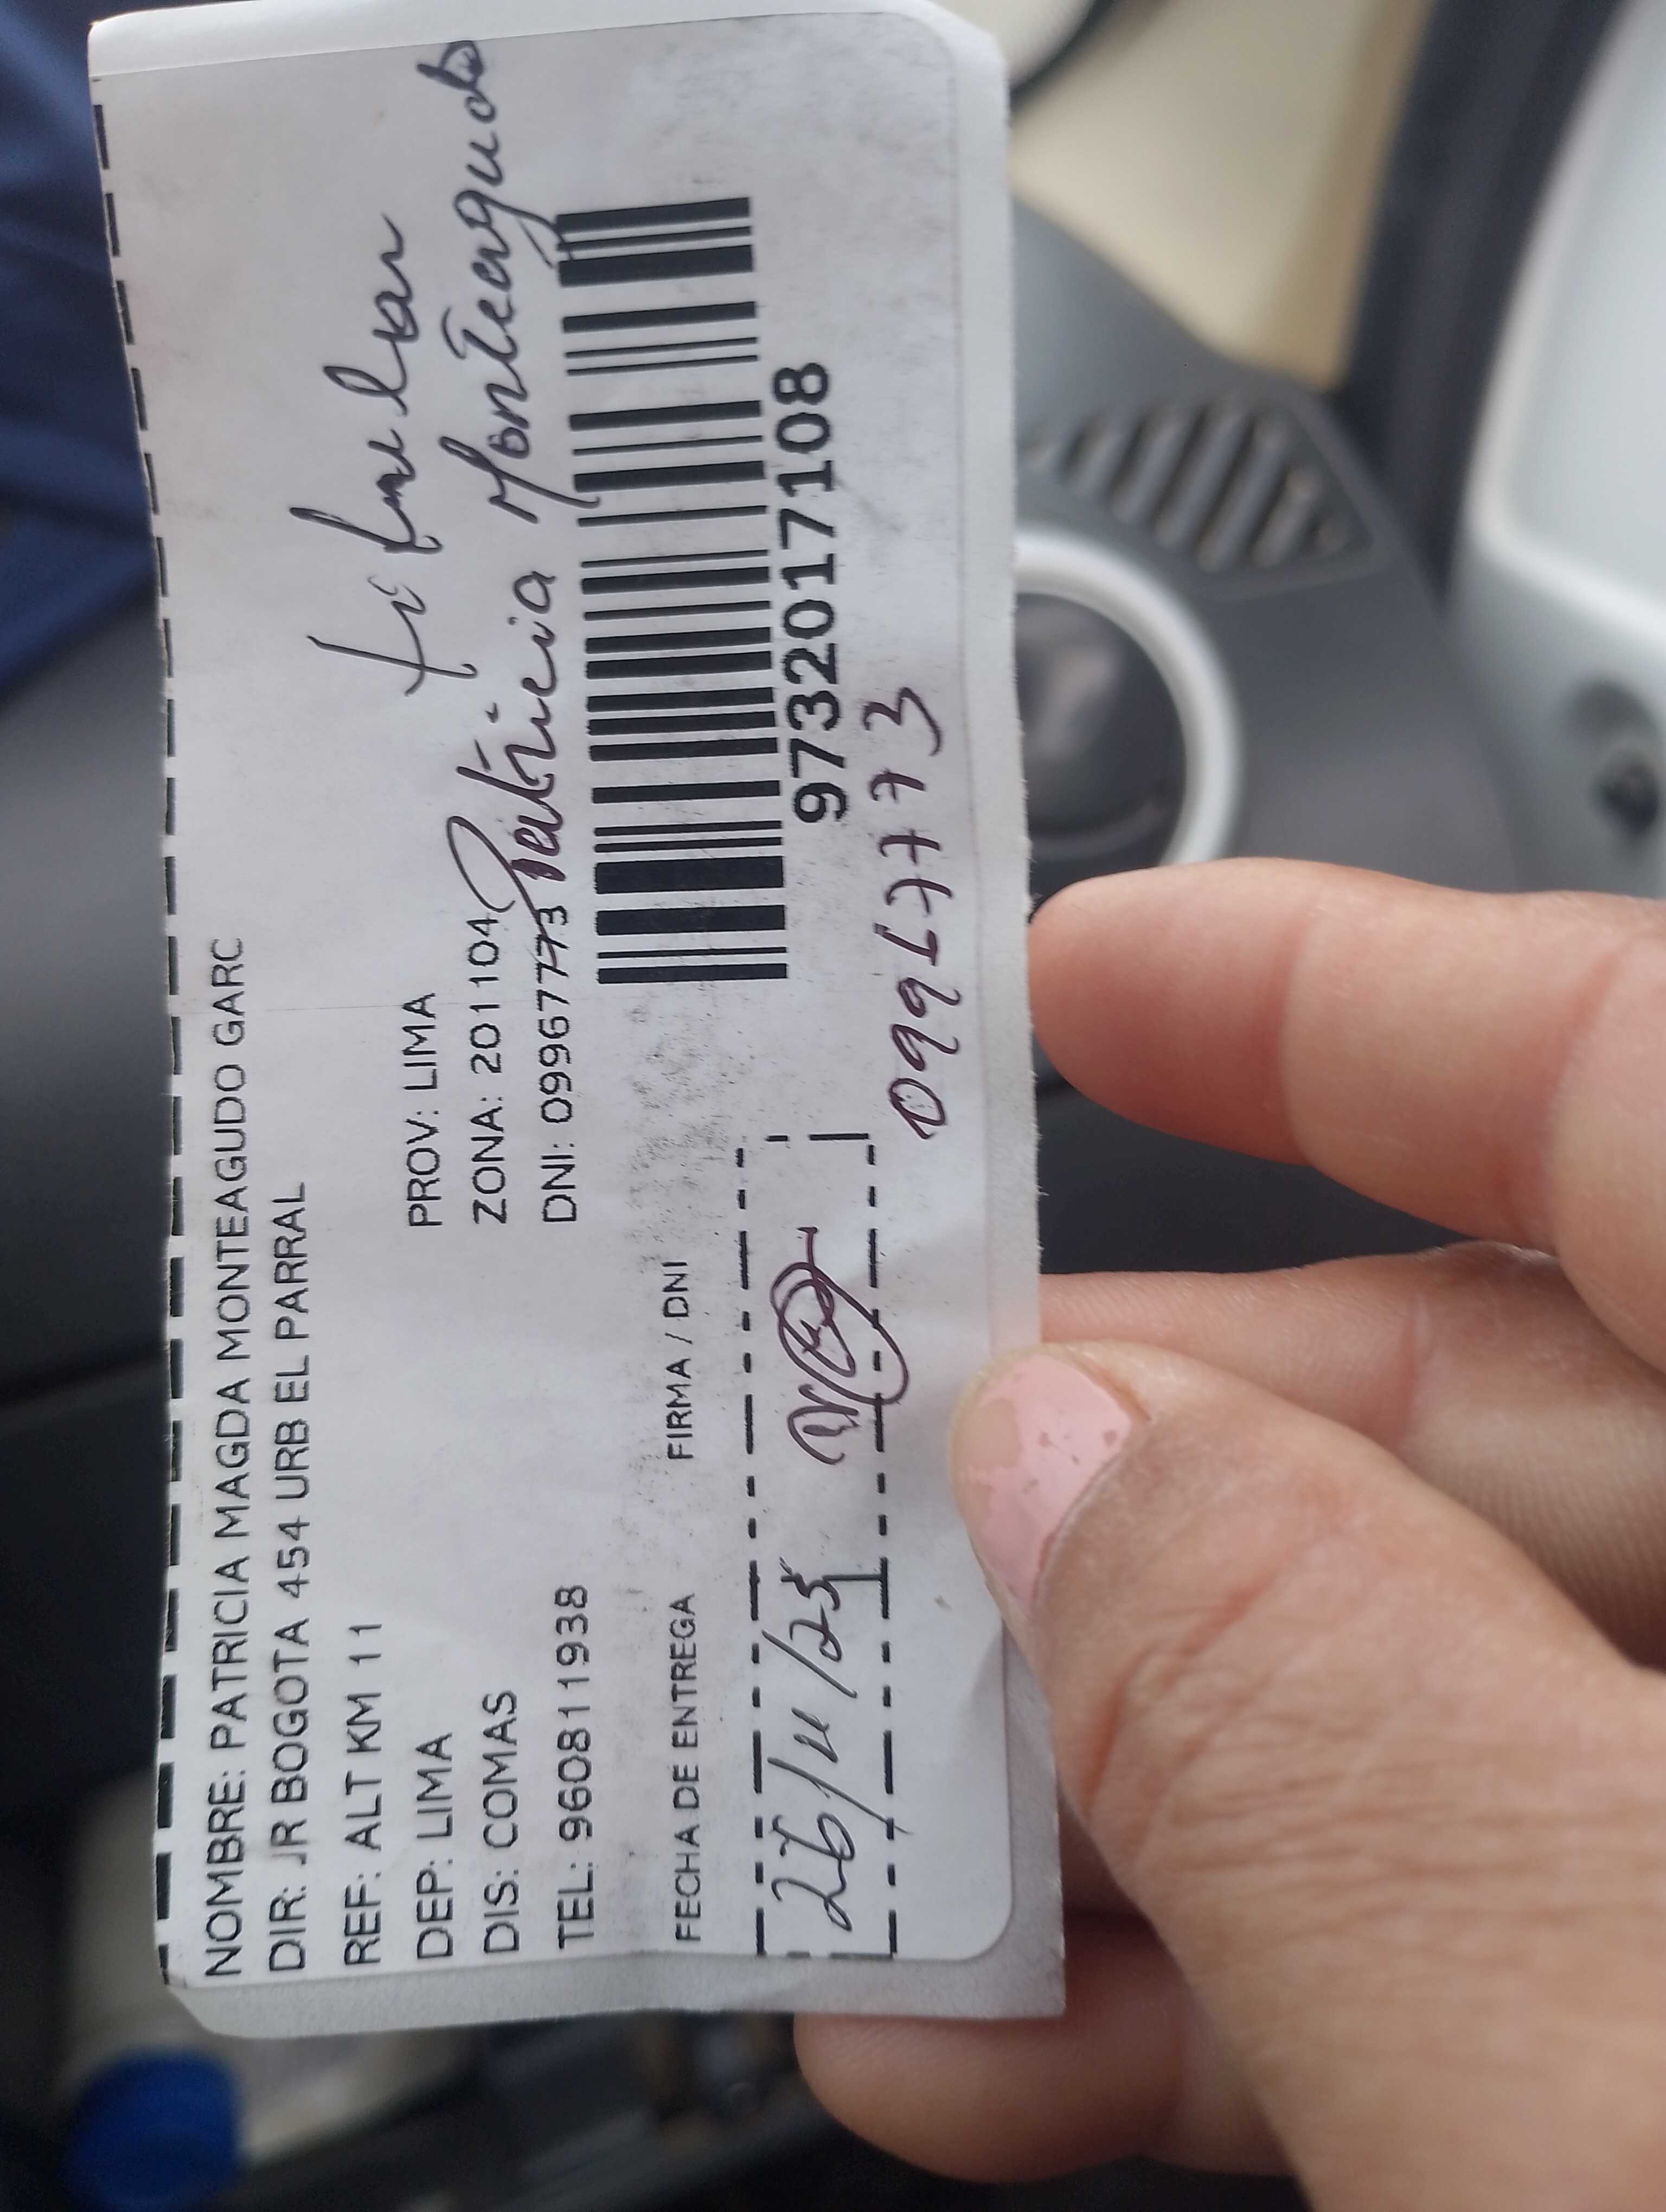 NOMBRE: PATRICIA MAGDA MONTEAGUDO GARC
DIR: JR BOGOTA 454 URB EL PARRAL
REF: ALT KM 11
DEP: LIMA PROV: LIMA
DIS: COMAS ZONA: 201104
TEL: 960811938 DNI: 09967773
Titular
Patricia Monteagudo
FECHA DE ENTREGA FIRMA / DNI
9732017108
26/11/25
09967773